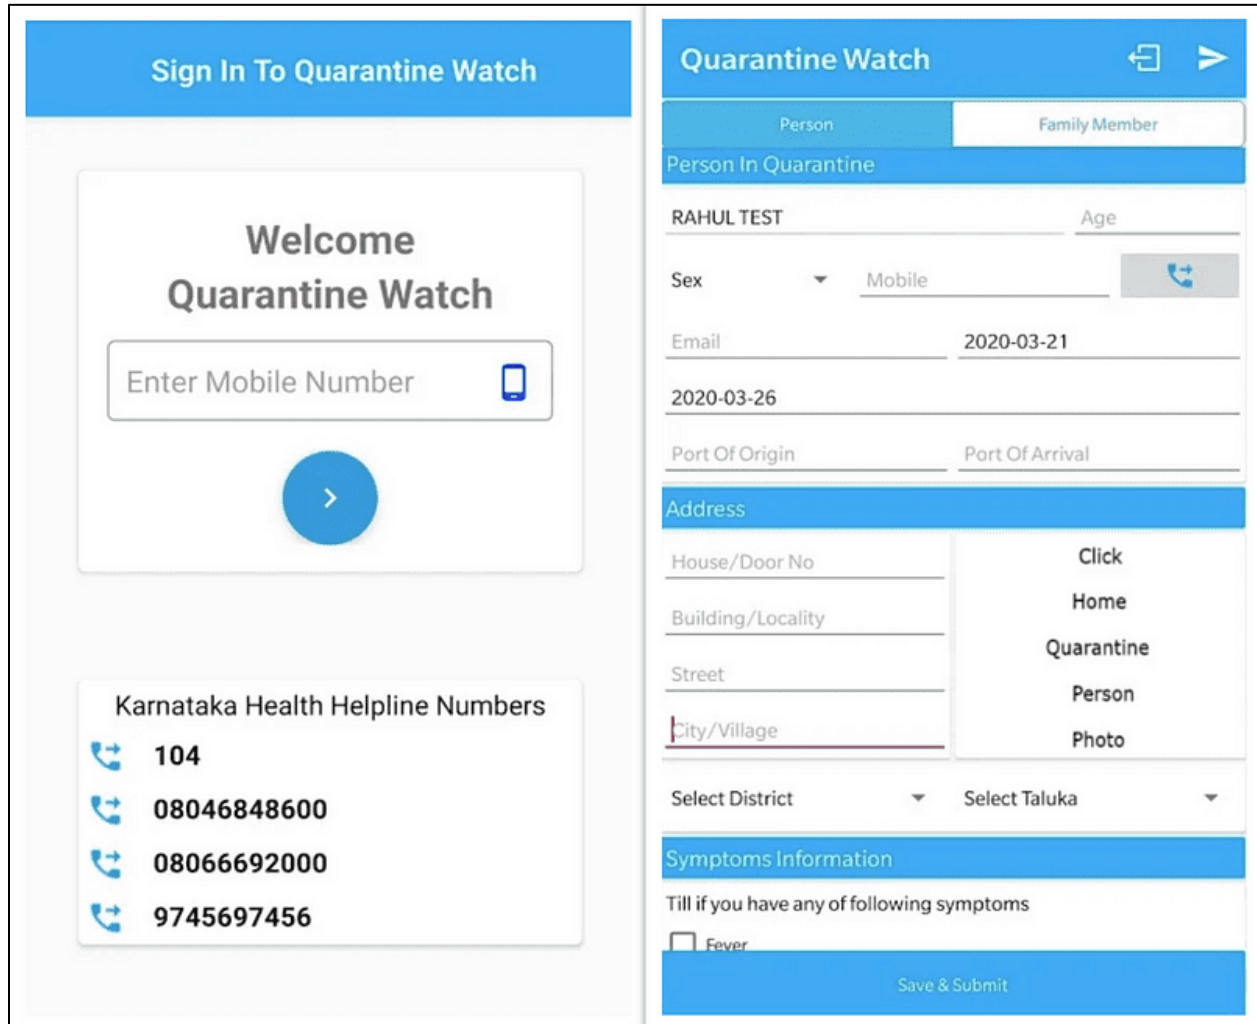 Sign In To Quarantine Watch
Welcome
Quarantine Watch
Enter Mobile Number
Karnataka Health Helpline Numbers
104
08046848600
08066692000
9745697456
Quarantine Watch
Person Family Member
Person In Quarantine
RAHUL TEST Age
Sex Mobile
Email 2020-03-21
2020-03-26
Port Of Origin Port Of Arrival
Address
House/Door No
Building/Locality
Street
City/Village
Click
Home
Quarantine
Person
Photo
Select District Select Taluka
Symptoms Information
Till if you have any of following symptoms
Fever
Save & Submit